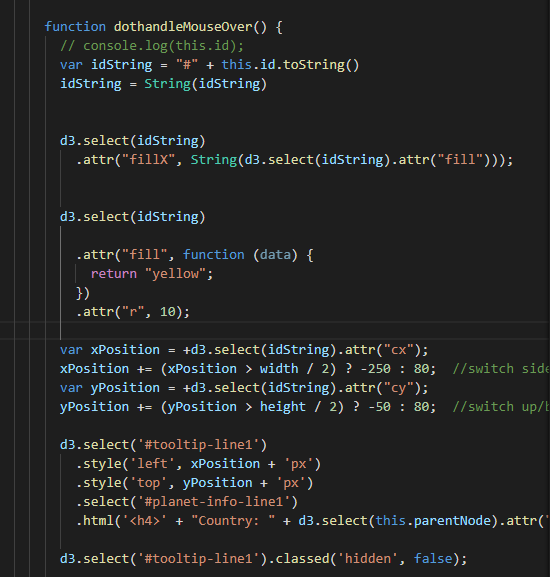 function dothandleMouseOver() {
// console.log(this.id);
var idString = "#" + this.id.toString()
idString = String(idString)
d3.select(idString)
.attr("fillX", String(d3.select(idString).attr("fill")));
d3.select(idString)
.attr("fill", function (data) {
return "yellow";
})
.attr("r", 10);
var xPosition = +d3.select(idString).attr("cx");
xPosition += (xPosition > width / 2) ? -250 : 80;  //switch side
var yPosition = +d3.select(idString).attr("cy");
yPosition += (yPosition > height / 2) ? -50 : 80;  //switch up/b
d3.select('#tooltip-line1')
.style('left', xPosition + 'px')
.style('top', yPosition + 'px')
.select('#planet-info-line1')
.html('<h4>' + "Country: " + d3.select(this.parentNode).attr('
d3.select('#tooltip-line1').classed('hidden', false);